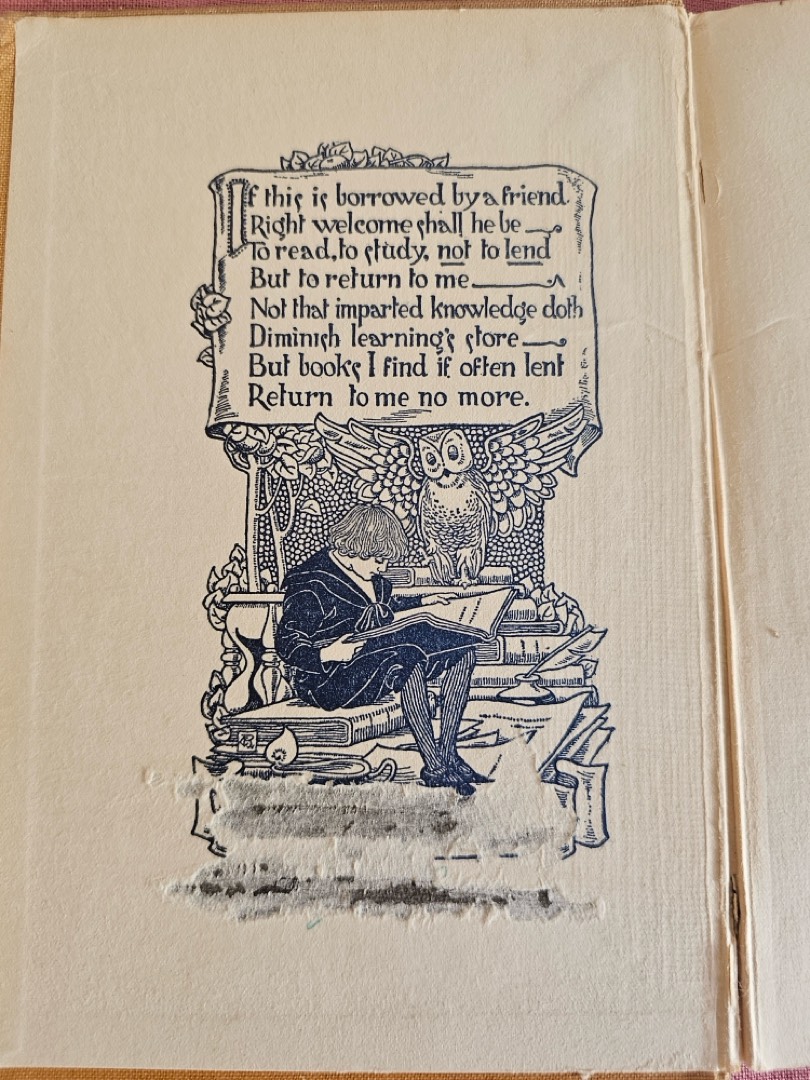 If this is borrowed by a friend
Right welcome shall he be
To read, to study, not to lend
But to return to me
Not that imparted knowledge doth
Diminish learning's store
But books I find if often lent
Return to me no more.